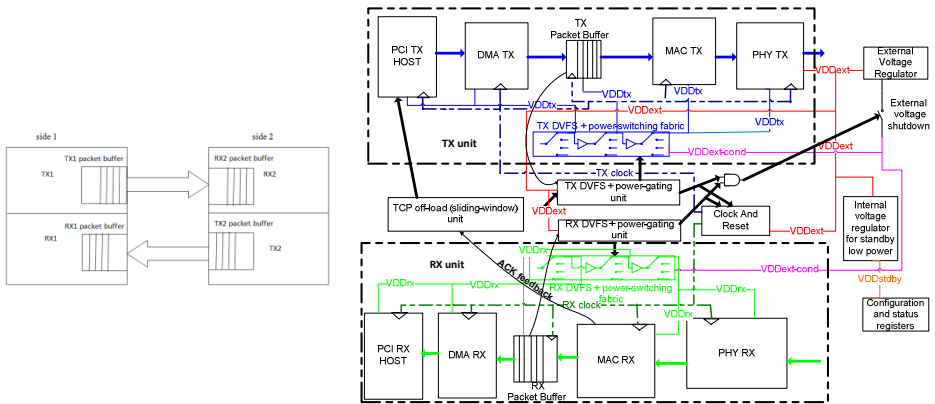 side 1
side 2
TX1 packet buffer
TX1
RX2 packet buffer
RX2
RX1 packet buffer
RX1
TX2 packet buffer
TX2
PCI TX
HOST
DMA TX
TX
Packet Buffer
MAC TX
PHY TX
VDDext
External
Voltage
Regulator
VDDtx
VDDtx
VDDext
VDDtx
External
voltage
shutdown
TX DVFS + power-switching fabric
TX unit
VDDext-cond
VDDext
TX clock
TX DVFS + power-gating
unit
TCP off-load (sliding-window)
unit
VDDext
RX DVFS + power-gating
unit
Clock And
Reset
VDDext
Internal
voltage
regulator
for standby
low power
RX unit
VDDrx
ACK feedback
VDDext-cond
VDDstdby
RX DVFS + power-switching
fabric
VDDrx
VDDrx
VDDrx
RX clock
VDDrx
Configuration
and status
registers
PCI RX
HOST
DMA RX
RX
Packet Buffer
MAC RX
PHY RX